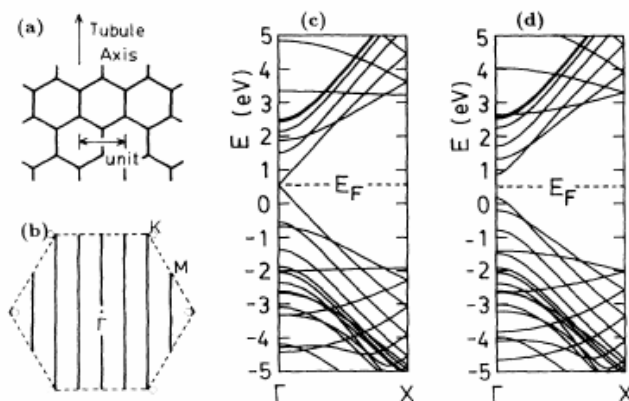 (a)
Tubule
Axis
unit
(b)
K
M
Γ
(c)
E (eV)
5
4
3
2
1
0
-1
-2
-3
-4
-5
E_F
Γ
X
(d)
E (eV)
5
4
3
2
1
0
-1
-2
-3
-4
-5
E_F
Γ
X